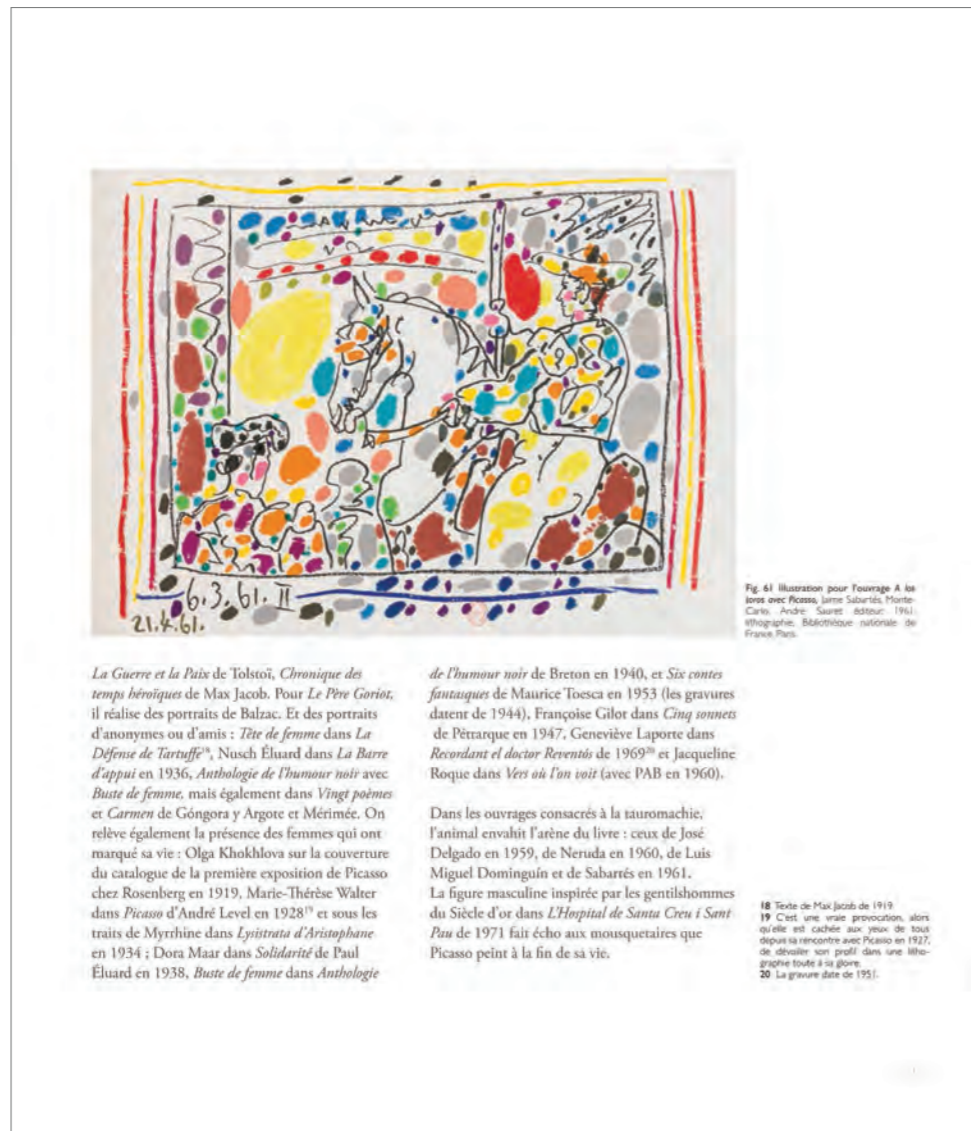 6.3.61. II
21.4.61.
Fig. 61 Illustration pour l'ouvrage A los
toros avec Picasso, Jaime Sabartés, Monte-
Carlo, André Sauret éditeur, 1961,
lithographie, Bibliothèque nationale de
France, Paris.
La Guerre et la Paix de Tolstoï, Chronique des
temps héroïques de Max Jacob. Pour Le Père Goriot,
il réalise des portraits de Balzac. Et des portraits
d'anonymes ou d'amis : Tête de femme dans La
Défense de Tartuffe¹⁸, Nusch Éluard dans La Barre
d'appui en 1936, Anthologie de l'humour noir avec
Buste de femme, mais également dans Vingt poèmes
et Carmen de Góngora y Argote et Mérimée. On
relève également la présence des femmes qui ont
marqué sa vie : Olga Khokhlova sur la couverture
du catalogue de la première exposition de Picasso
chez Rosenberg en 1919, Marie-Thérèse Walter
dans Picasso d'André Level en 1928¹⁹ et sous les
traits de Myrrhine dans Lysistrata d'Aristophane
en 1934 ; Dora Maar dans Solidarité de Paul
Éluard en 1938, Buste de femme dans Anthologie
de l'humour noir de Breton en 1940, et Six contes
fantasques de Maurice Toesca en 1953 (les gravures
datent de 1944), Françoise Gilot dans Cinq sonnets
de Pétrarque en 1947, Geneviève Laporte dans
Recordant el doctor Reventós de 1969²⁰ et Jacqueline
Roque dans Vers où l'on voit (avec PAB en 1960).
Dans les ouvrages consacrés à la tauromachie,
l'animal envahit l'arène du livre : ceux de José
Delgado en 1959, de Neruda en 1960, de Luis
Miguel Dominguín et de Sabartés en 1961.
La figure masculine inspirée par les gentilshommes
du Siècle d'or dans L'Hospital de Santa Creu i Sant
Pau de 1971 fait écho aux mousquetaires que
Picasso peint à la fin de sa vie.
18 Texte de Max Jacob de 1919.
19 C'est une vraie provocation, alors
qu'elle est cachée aux yeux de tous
depuis sa rencontre avec Picasso en 1927,
de dévoiler son profil dans une litho-
graphie toute à sa gloire.
20 La gravure date de 1951.